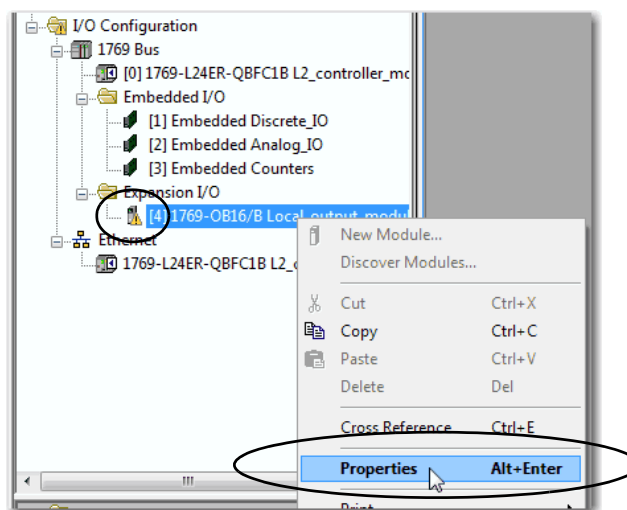 I/O Configuration
1769 Bus
[0] 1769-L24ER-QBFC1B L2_controller_mc
Embedded I/O
[1] Embedded Discrete_IO
[2] Embedded Analog_IO
[3] Embedded Counters
Expansion I/O
[4] 1769-OB16/B Local_output_modu
Ethernet
1769-L24ER-QBFC1B L2_
New Module...
Discover Modules...
Cut Ctrl+X
Copy Ctrl+C
Paste Ctrl+V
Delete Del
Cross Reference Ctrl+E
Properties Alt+Enter
Print